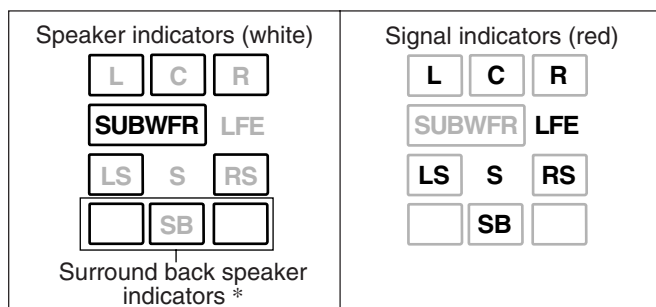 Speaker indicators (white)
L C R
SUBWFR LFE
LS S RS
SB
Surround back speaker
indicators *
Signal indicators (red)
L C R
SUBWFR LFE
LS S RS
SB